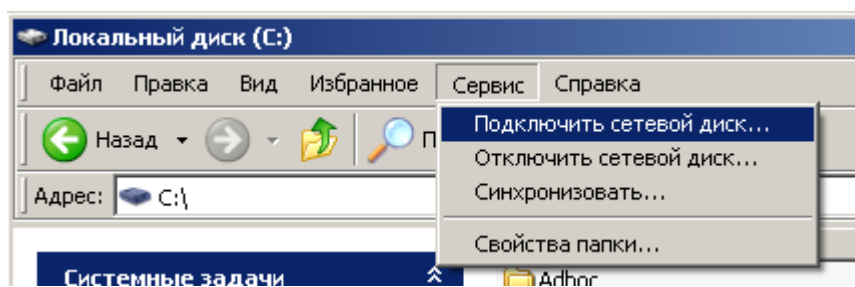 Локальный диск (C:)
Файл Правка Вид Избранное Сервис Справка
Назад П
Подключить сетевой диск...
Отключить сетевой диск...
Синхронизовать...
Свойства папки...
Адрес: C:\
Системные задачи
Adhoc